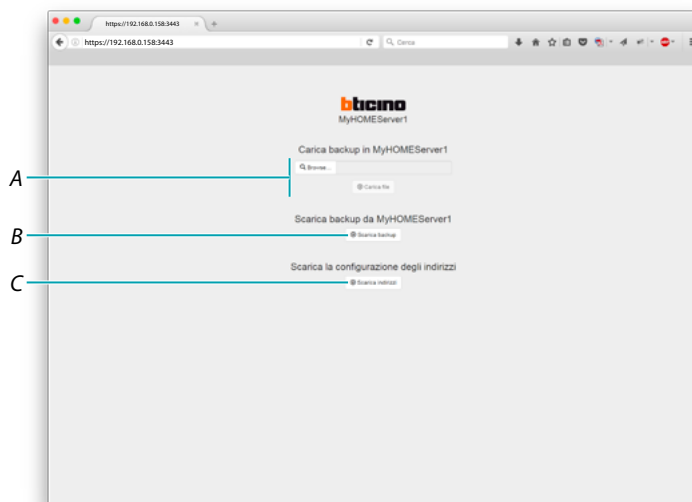 https://192.168.0.158:3443
https://192.168.0.158:3443
Cerca
bticino
MyHOMEServer1
Carica backup in MyHOMEServer1
A
Browse...
Carica file
Scarica backup da MyHOMEServer1
B
Scarica backup
Scarica la configurazione degli indirizzi
C
Scarica indirizzi